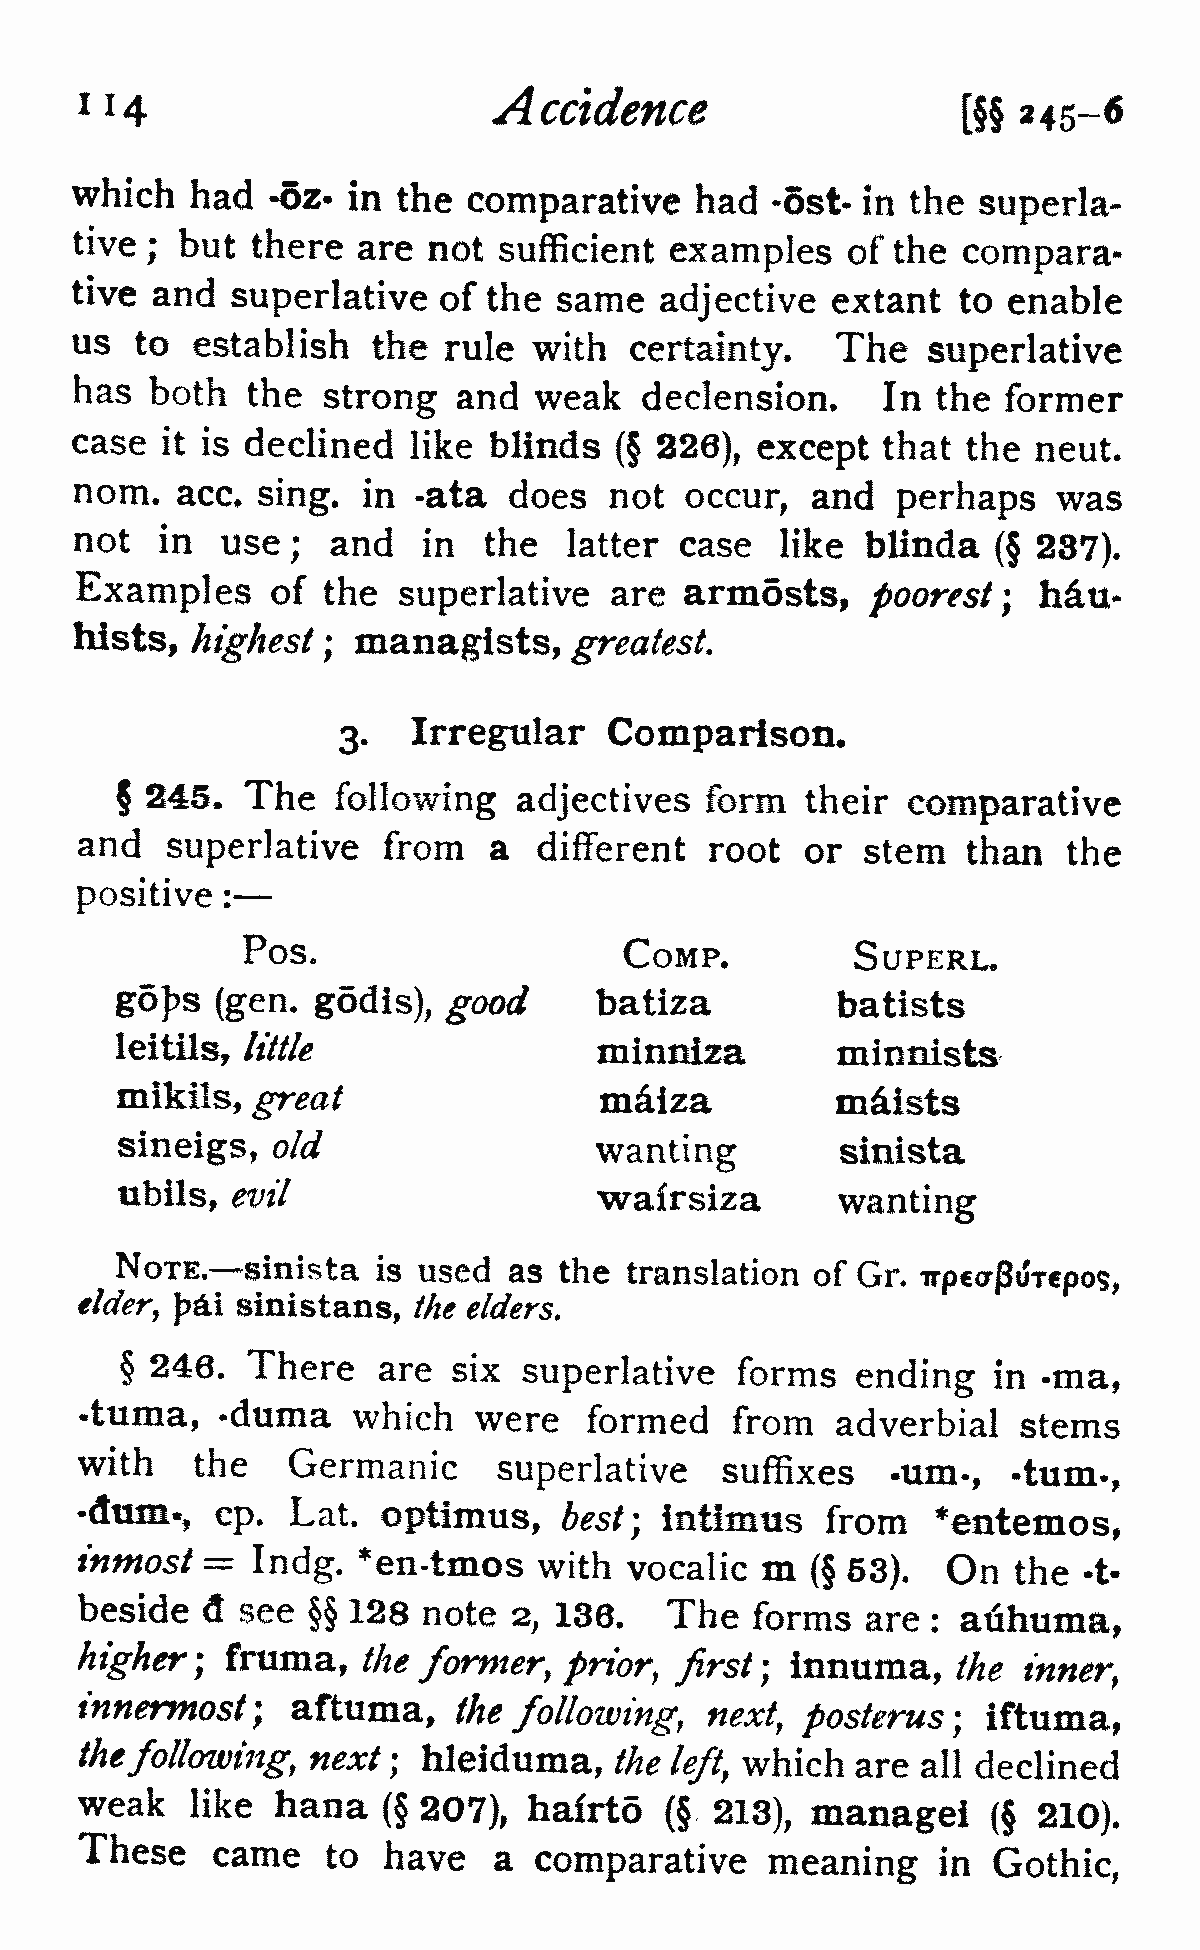 114 Accidence [§§ 245–6
which had -ōz- in the comparative had -ōst- in the superla-
tive ; but there are not sufficient examples of the compara-
tive and superlative of the same adjective extant to enable
us to establish the rule with certainty. The superlative
has both the strong and weak declension. In the former
case it is declined like blinds (§ 226), except that the neut.
nom. acc. sing. in -ata does not occur, and perhaps was
not in use ; and in the latter case like blinda (§ 237).
Examples of the superlative are armōsts, poorest ; háu-
hists, highest ; managists, greatest.
3. Irregular Comparison.
§ 245. The following adjectives form their comparative
and superlative from a different root or stem than the
positive :—
Pos. Comp. Superl.
gōþs (gen. gōdis), good batiza batists
leitils, little minniza minnists
mikils, great máiza máists
sineigs, old wanting sinista
ubils, evil waírsiza wanting
Note.—sinista is used as the translation of Gr. πρεσβύτερος,
elder, þái sinistans, the elders.
§ 246. There are six superlative forms ending in -ma,
-tuma, -duma which were formed from adverbial stems
with the Germanic superlative suffixes -um-, -tum-,
-đum-, cp. Lat. optimus, best ; intimus from *entemos,
inmost = Indg. *en-tmos with vocalic m (§ 53). On the -t-
beside đ see §§ 128 note 2, 136. The forms are : aúhuma,
higher ; fruma, the former, prior, first ; innuma, the inner,
innermost ; aftuma, the following, next, posterus ; iftuma,
the following, next ; hleiduma, the left, which are all declined
weak like hana (§ 207), haírtō (§ 213), managei (§ 210).
These came to have a comparative meaning in Gothic,